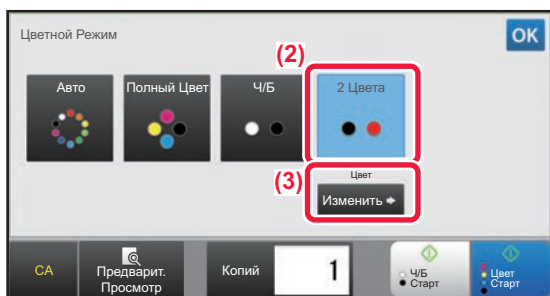 Цветной Режим
OK
(2)
Авто
Полный Цвет
Ч/Б
2 Цвета
(3)
Цвет
Изменить
CA
Предварит.
Просмотр
Копий
1
Ч/Б
Старт
Цвет
Старт